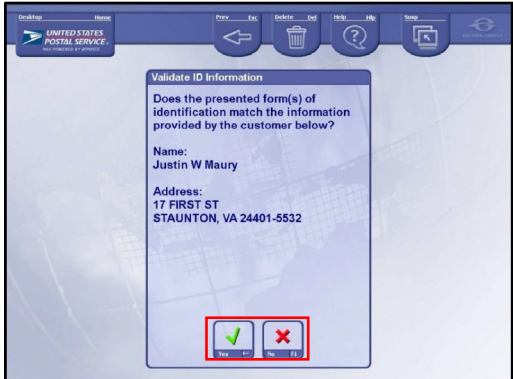 Desktop Home
Prev Esc
Delete Del
Help Hlp
Susp
UNITED STATES
POSTAL SERVICE
Validate ID Information
Does the presented form(s) of
identification match the information
provided by the customer below?
Name:
Justin W Maury
Address:
17 FIRST ST
STAUNTON, VA 24401-5532
Yes
No F1